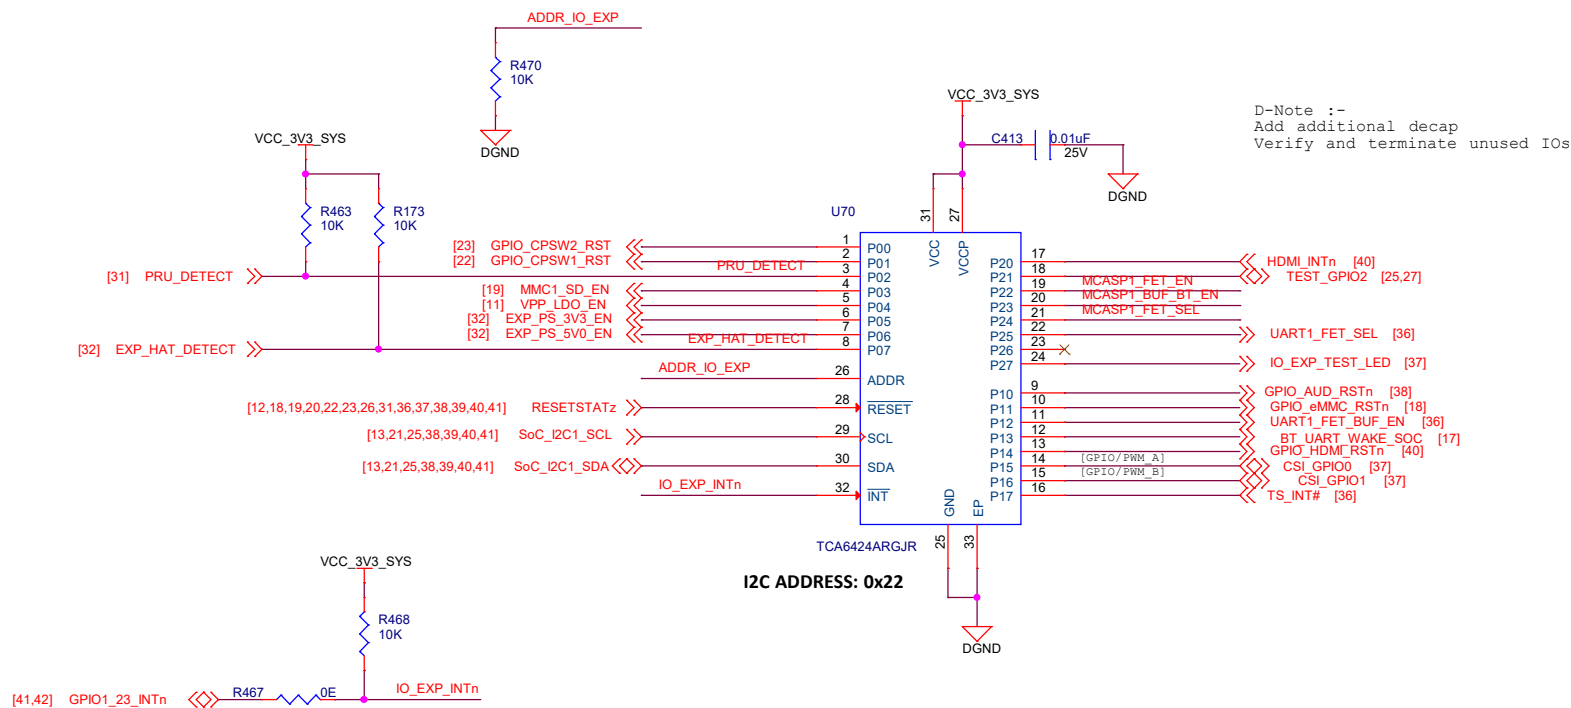 ADDR_IO_EXP
R470
10K
DGND
VCC_3V3_SYS
R463
10K
R173
10K
VCC_3V3_SYS
C413
0.01uF
25V
DGND
D-Note :-
Add additional decap
Verify and terminate unused IOs
U70
31
27
VCC
VCCP
[23] GPIO_CPSW2_RST 1 P00
[22] GPIO_CPSW1_RST 2 P01
[31] PRU_DETECT PRU_DETECT 3 P02
[19] MMC1_SD_EN 4 P03
[11] VPP_LDO_EN 5 P04
[32] EXP_PS_3V3_EN 6 P05
[32] EXP_PS_5V0_EN 7 P06
[32] EXP_HAT_DETECT EXP_HAT_DETECT 8 P07
ADDR_IO_EXP 26 ADDR
[12,18,19,20,22,23,26,31,36,37,38,39,40,41] RESETSTATz 28 RESET
[13,21,25,38,39,40,41] SoC_I2C1_SCL 29 SCL
[13,21,25,38,39,40,41] SoC_I2C1_SDA 30 SDA
IO_EXP_INTn 32 INT
P20 17 HDMI_INTn [40]
P21 18 TEST_GPIO2 [25,27]
P22 19 MCASP1_FET_EN
P23 20 MCASP1_BUF_BT_EN
P24 21 MCASP1_FET_SEL
P25 22 UART1_FET_SEL [36]
P26 23
P27 24 IO_EXP_TEST_LED [37]
P10 9 GPIO_AUD_RSTn [38]
P11 10 GPIO_eMMC_RSTn [18]
P12 11 UART1_FET_BUF_EN [36]
P13 12 BT_UART_WAKE_SOC [17]
P14 13 GPIO_HDMI_RSTn [40]
P15 14 [GPIO/PWM_A] CSI_GPIO0 [37]
P16 15 [GPIO/PWM_B] CSI_GPIO1 [37]
P17 16 TS_INT# [36]
GND
EP
25
33
TCA6424ARGJR
I2C ADDRESS: 0x22
DGND
VCC_3V3_SYS
R468
10K
[41,42] GPIO1_23_INTn R467 0E IO_EXP_INTn